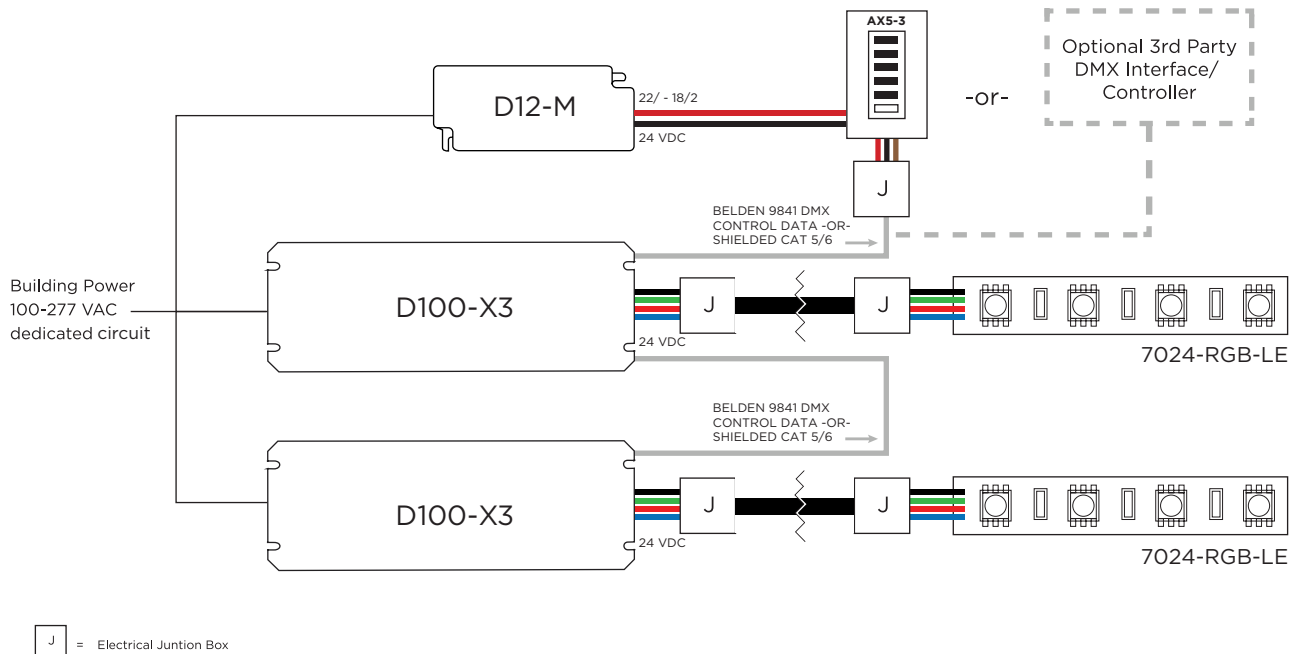 AX5-3
Optional 3rd Party
DMX Interface/
Controller
-or-
D12-M
22/ - 18/2
24 VDC
J
BELDEN 9841 DMX
CONTROL DATA -OR-
SHIELDED CAT 5/6
Building Power
100-277 VAC
dedicated circuit
D100-X3
J
J
24 VDC
7024-RGB-LE
BELDEN 9841 DMX
CONTROL DATA -OR-
SHIELDED CAT 5/6
D100-X3
J
J
24 VDC
7024-RGB-LE
J = Electrical Juntion Box